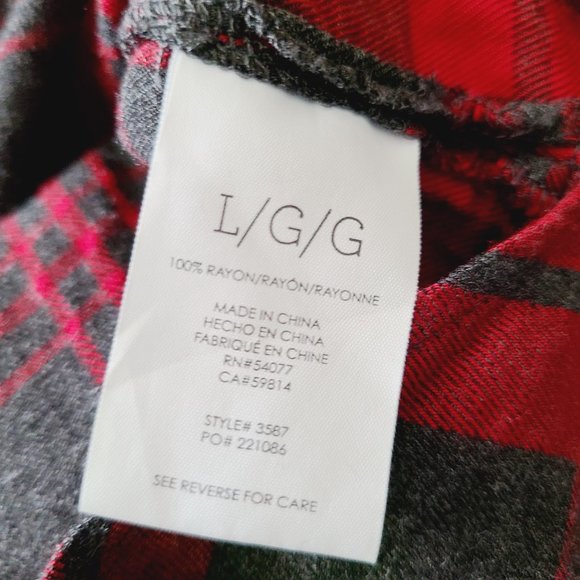 L/G/G
100% RAYON/RAYÓN/RAYONNE
MADE IN CHINA
HECHO EN CHINA
FABRIQUÉ EN CHINE
RN#54077
CA#59814
STYLE# 3587
PO# 221086
SEE REVERSE FOR CARE